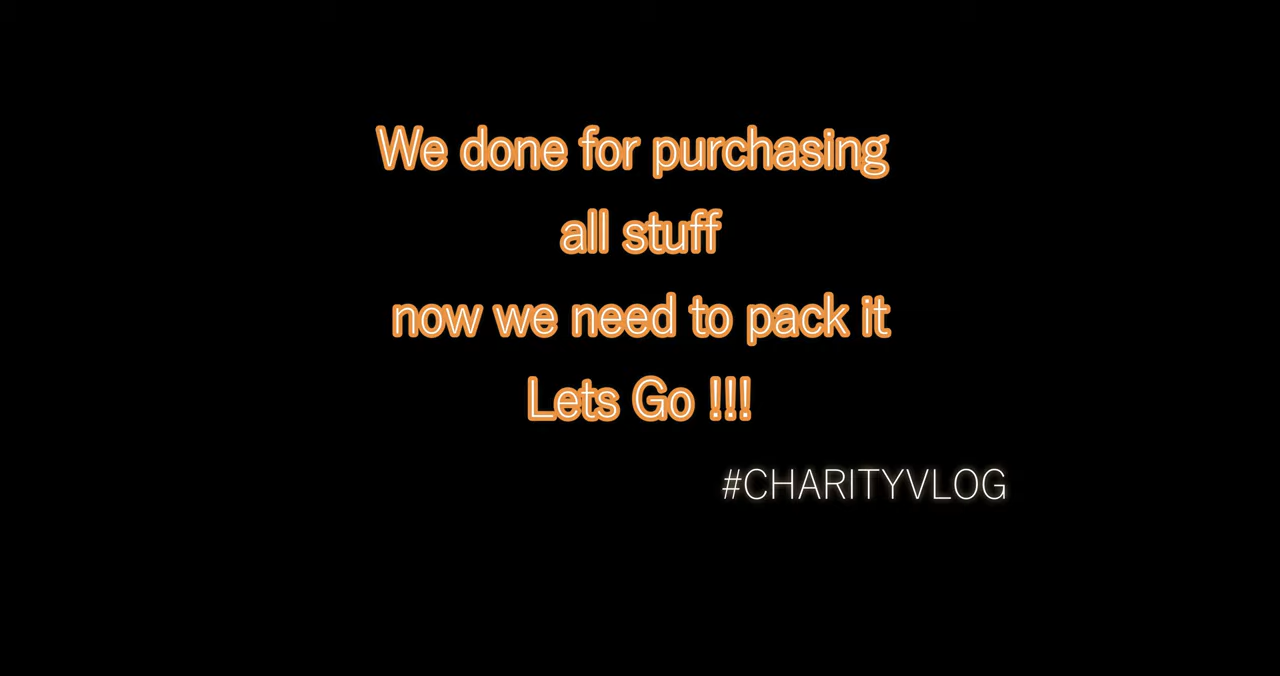 We done for purchasing
all stuff
now we need to pack it
Lets Go !!!
#CHARITYVLOG